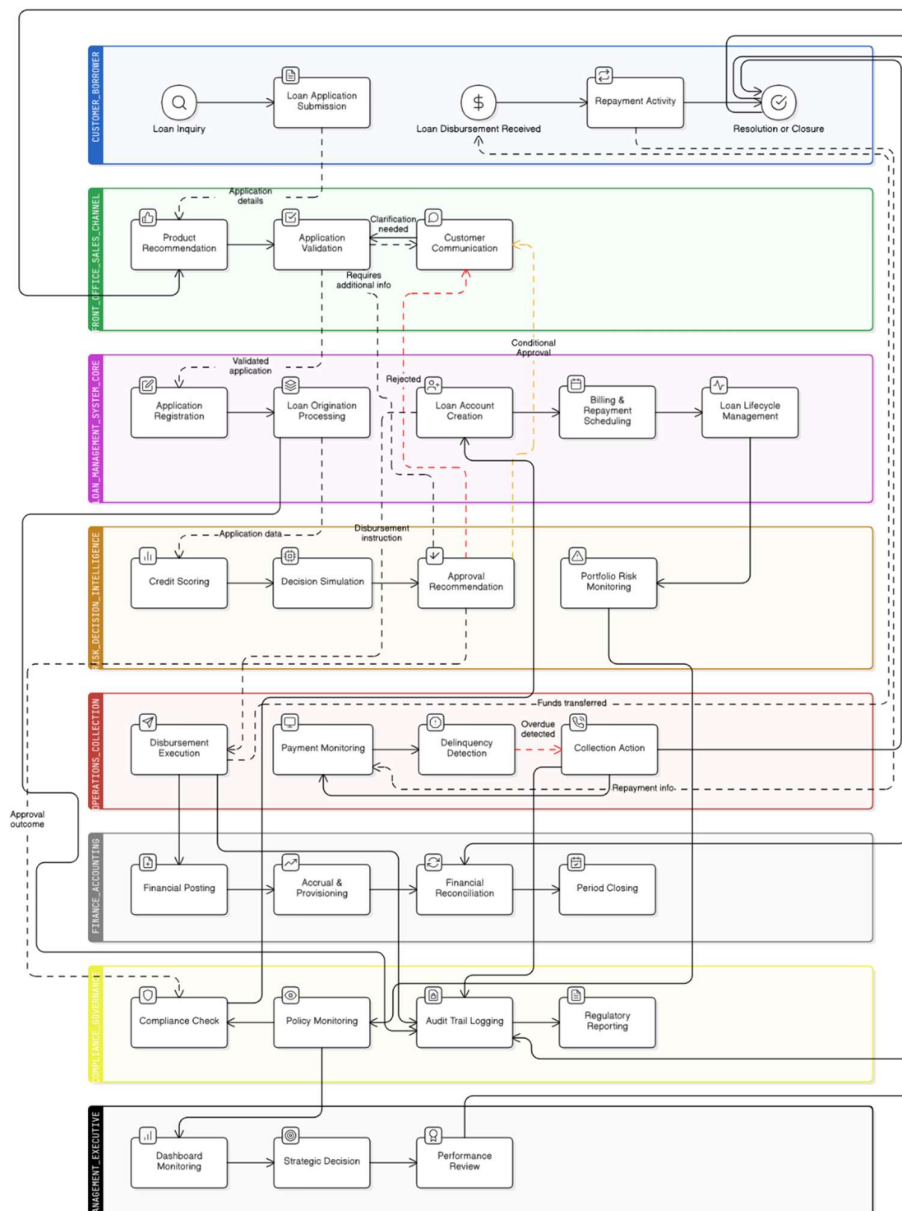 CUSTOMER_BORROWER
Loan Inquiry
Loan Application
Submission
Loan Disbursement Received
Repayment Activity
Resolution or Closure
FRONT_OFFICE_SALES_CHANNEL
Application
details
Product
Recommendation
Application
Validation
Clarification
needed
Requires
additional info
Customer
Communication
Conditional
Approval
LOAN_MANAGEMENT_SYSTEM_CORE
Validated
application
Application
Registration
Loan Origination
Processing
Rejected
Loan Account
Creation
Billing &
Repayment
Scheduling
Loan Lifecycle
Management
RISK_DECISION_INTELLIGENCE
Application data
Disbursement
instruction
Credit Scoring
Decision Simulation
Approval
Recommendation
Portfolio Risk
Monitoring
OPERATIONS_COLLECTION
Funds transferred
Disbursement
Execution
Payment Monitoring
Delinquency
Detection
Overdue
detected
Collection Action
Repayment info
Approval
outcome
FINANCE_ACCOUNTING
Financial Posting
Accrual &
Provisioning
Financial
Reconciliation
Period Closing
COMPLIANCE_GOVERNANCE
Compliance Check
Policy Monitoring
Audit Trail Logging
Regulatory
Reporting
MANAGEMENT_EXECUTIVE
Dashboard
Monitoring
Strategic Decision
Performance
Review